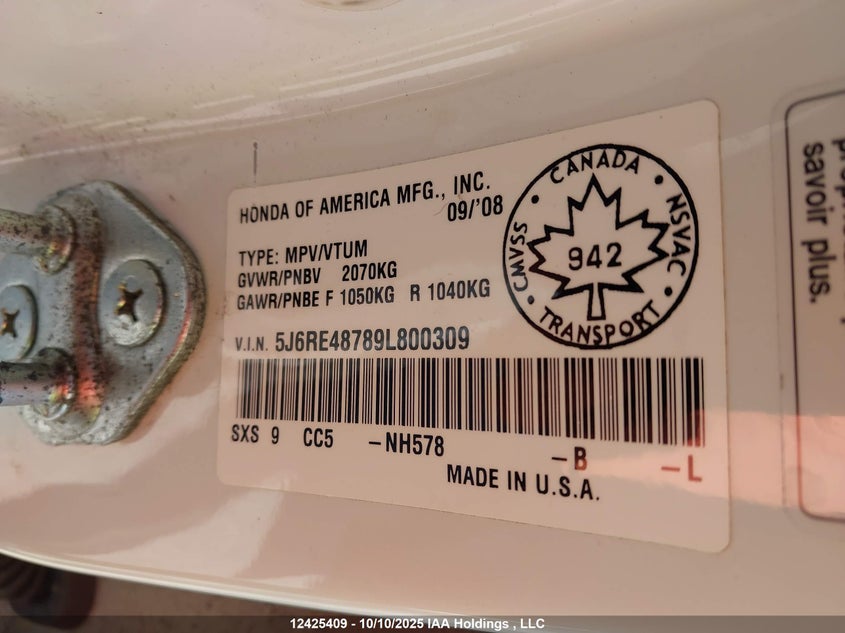 HONDA OF AMERICA MFG., INC.
09/'08
TYPE: MPV/VTUM
GVWR/PNBV 2070KG
GAWR/PNBE F 1050KG R 1040KG
V.I.N. 5J6RE48789L800309
SXS 9 CC5 -NH578 -B -L
MADE IN U.S.A.
CANADA
CMVSS
942
NSVAC
TRANSPORT
savoir plus.
12425409 - 10/10/2025 IAA Holdings , LLC